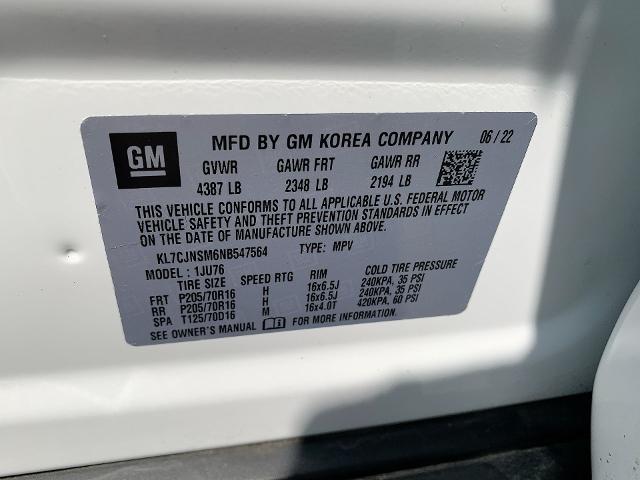 GM MFD BY GM KOREA COMPANY 06/22
GVWR GAWR FRT GAWR RR
4387 LB 2348 LB 2194 LB
THIS VEHICLE CONFORMS TO ALL APPLICABLE U.S. FEDERAL MOTOR
VEHICLE SAFETY AND THEFT PREVENTION STANDARDS IN EFFECT
ON THE DATE OF MANUFACTURE SHOWN ABOVE.
KL7CJNSM6NB547564 TYPE: MPV
MODEL: 1JU76
TIRE SIZE SPEED RTG RIM COLD TIRE PRESSURE
FRT P205/70R16 H 16x6.5J 240KPA, 35 PSI
RR P205/70R16 H 16x6.5J 240KPA, 35 PSI
SPA T125/70D16 M 16x4.0T 420KPA, 60 PSI
SEE OWNER'S MANUAL FOR MORE INFORMATION.